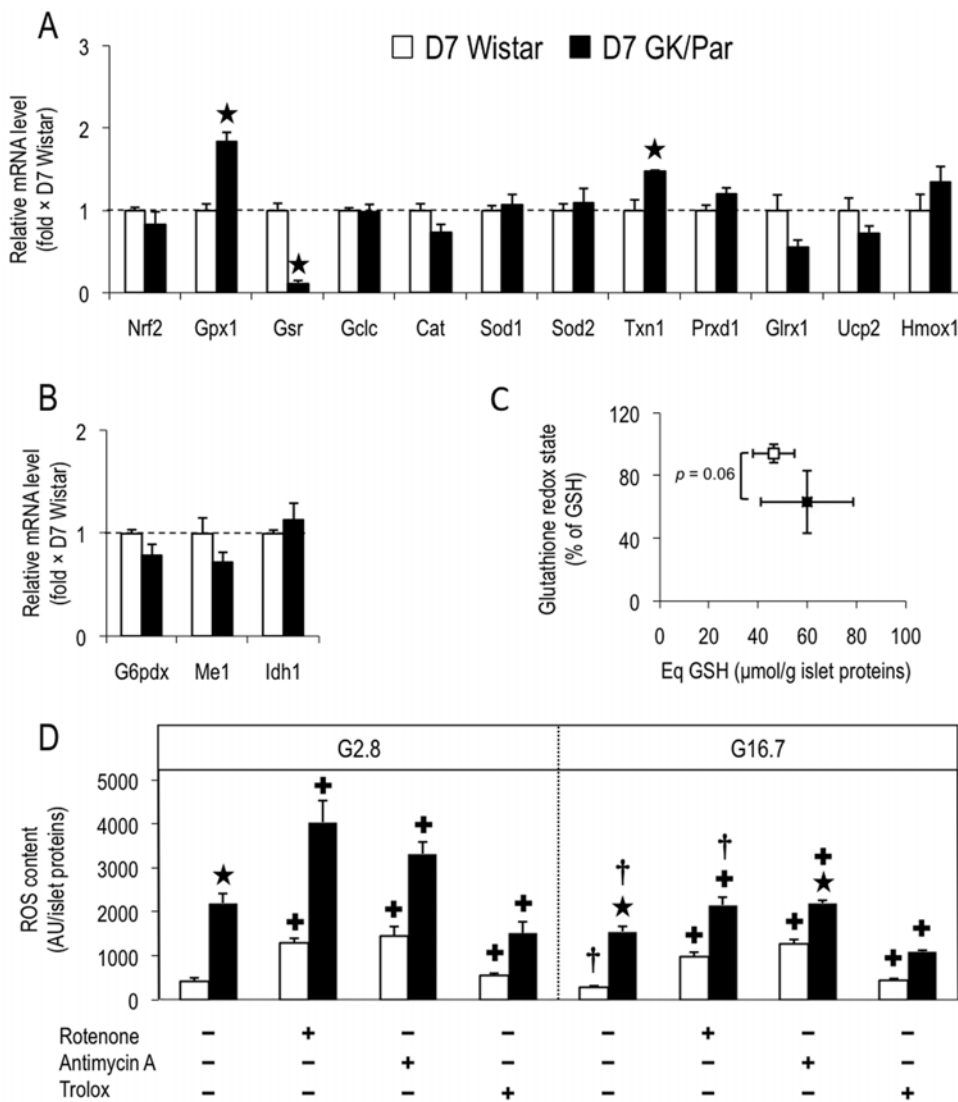 A
D7 Wistar D7 GK/Par
Relative mRNA level
(fold × D7 Wistar)
3
2
1
0
★ ★ ★
Nrf2 Gpx1 Gsr Gclc Cat Sod1 Sod2 Txn1 Prxd1 Glrx1 Ucp2 Hmox1
B
Relative mRNA level
(fold × D7 Wistar)
2
1
0
G6pdx Me1 Idh1
C
Glutathione redox state
(% of GSH)
120
80
40
0
p = 0.06
0 20 40 60 80 100
Eq GSH (µmol/g islet proteins)
D
G2.8 G16.7
ROS content
(AU/islet proteins)
5000
4000
3000
2000
1000
0
★ + + + + + + † † ★ † + + + ★ + + +
Rotenone – + – – – + – –
Antimycin A – – + – – – + –
Trolox – – – + – – – +